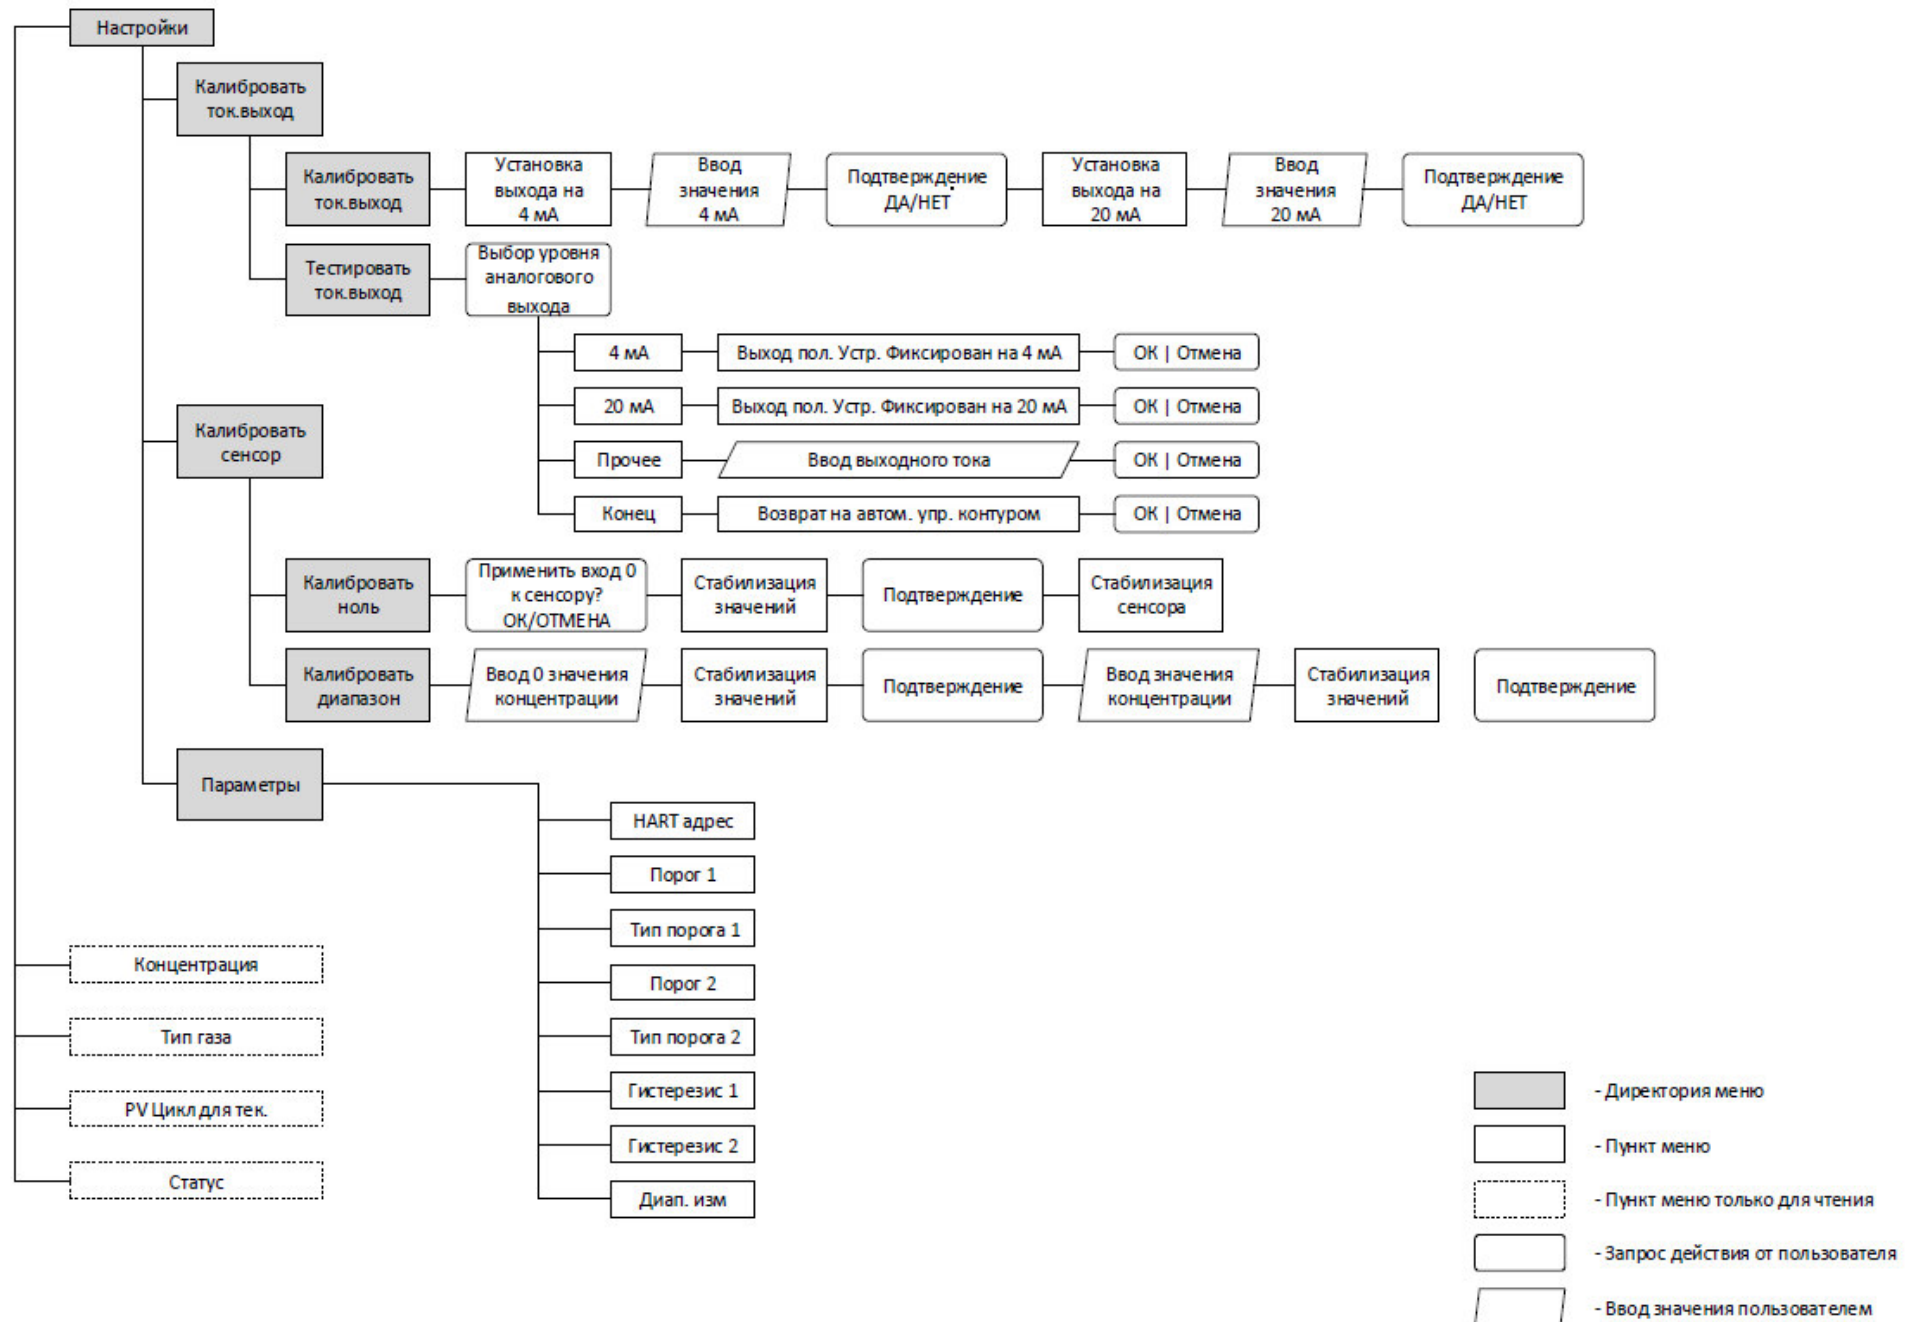 Настройки
Калибровать
ток.выход
Калибровать
ток.выход
Установка
выхода на
4 мА
Ввод
значения
4 мА
Подтверждение
ДА/НЕТ
Установка
выхода на
20 мА
Ввод
значения
20 мА
Подтверждение
ДА/НЕТ
Тестировать
ток.выход
Выбор уровня
аналогового
выхода
4 мА
Выход пол. Устр. Фиксирован на 4 мА
ОК | Отмена
20 мА
Выход пол. Устр. Фиксирован на 20 мА
ОК | Отмена
Прочее
Ввод выходного тока
ОК | Отмена
Конец
Возврат на автом. упр. контуром
ОК | Отмена
Калибровать
сенсор
Калибровать
ноль
Применить вход 0
к сенсору?
ОК/ОТМЕНА
Стабилизация
значений
Подтверждение
Стабилизация
сенсора
Калибровать
диапазон
Ввод 0 значения
концентрации
Стабилизация
значений
Подтверждение
Ввод значения
концентрации
Стабилизация
значений
Подтверждение
Параметры
HART адрес
Порог 1
Тип порога 1
Порог 2
Тип порога 2
Гистерезис 1
Гистерезис 2
Диап. изм
Концентрация
Тип газа
PV Цикл для тек.
Статус
- Директория меню
- Пункт меню
- Пункт меню только для чтения
- Запрос действия от пользователя
- Ввод значения пользователем